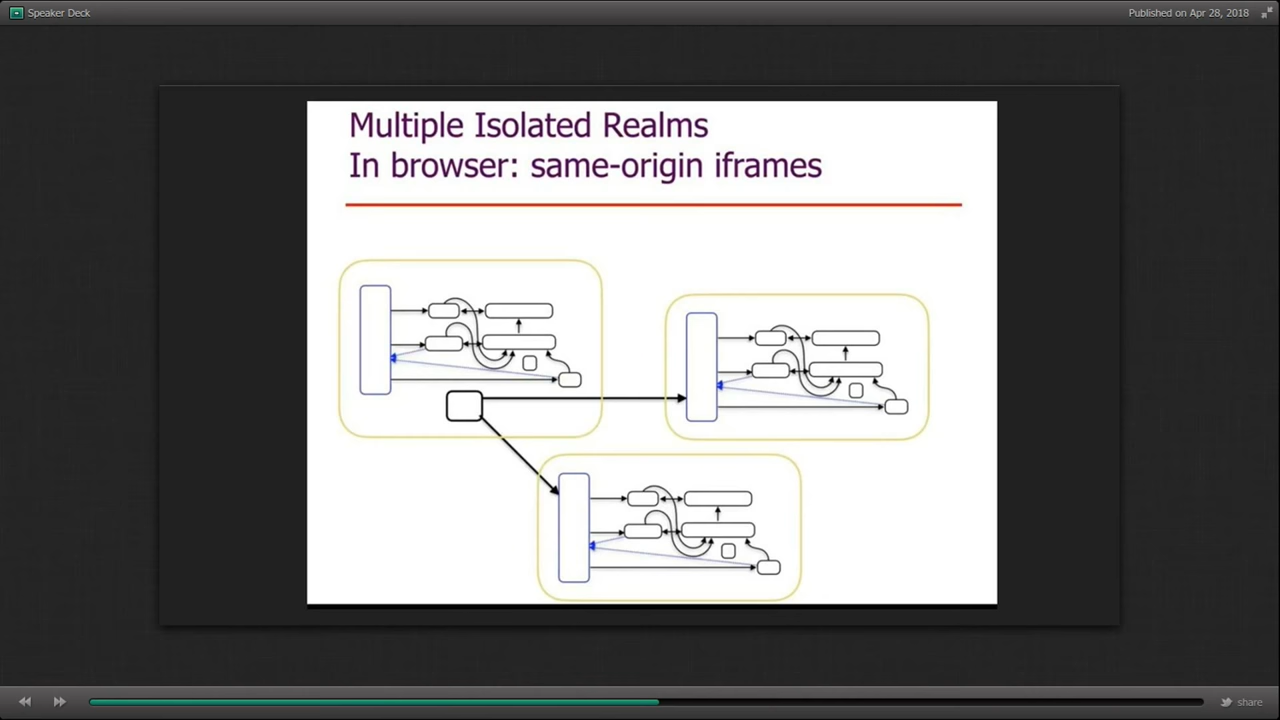 Speaker Deck
Published on Apr 28, 2018
Multiple Isolated Realms
In browser: same-origin iframes
share